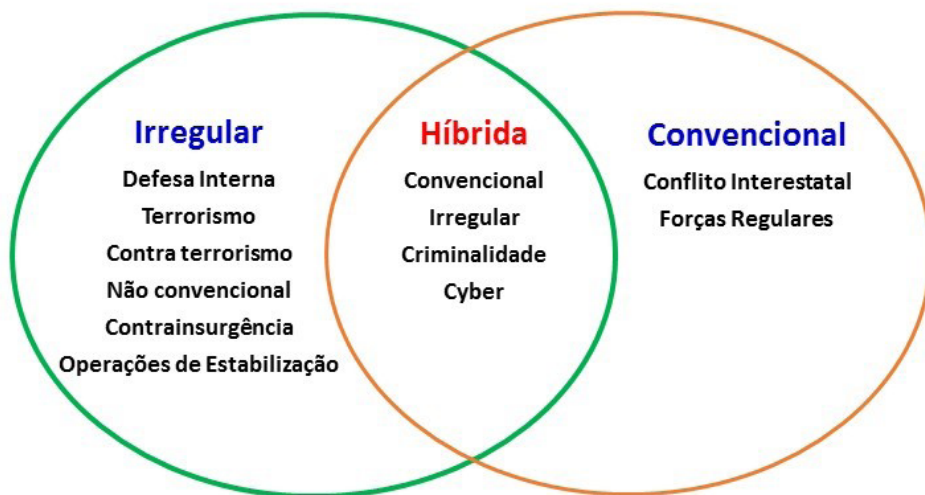 Irregular
Defesa Interna
Terrorismo
Contra terrorismo
Não convencional
Contrainsurgência
Operações de Estabilização
Híbrida
Convencional
Irregular
Criminalidade
Cyber
Convencional
Conflito Interestatal
Forças Regulares